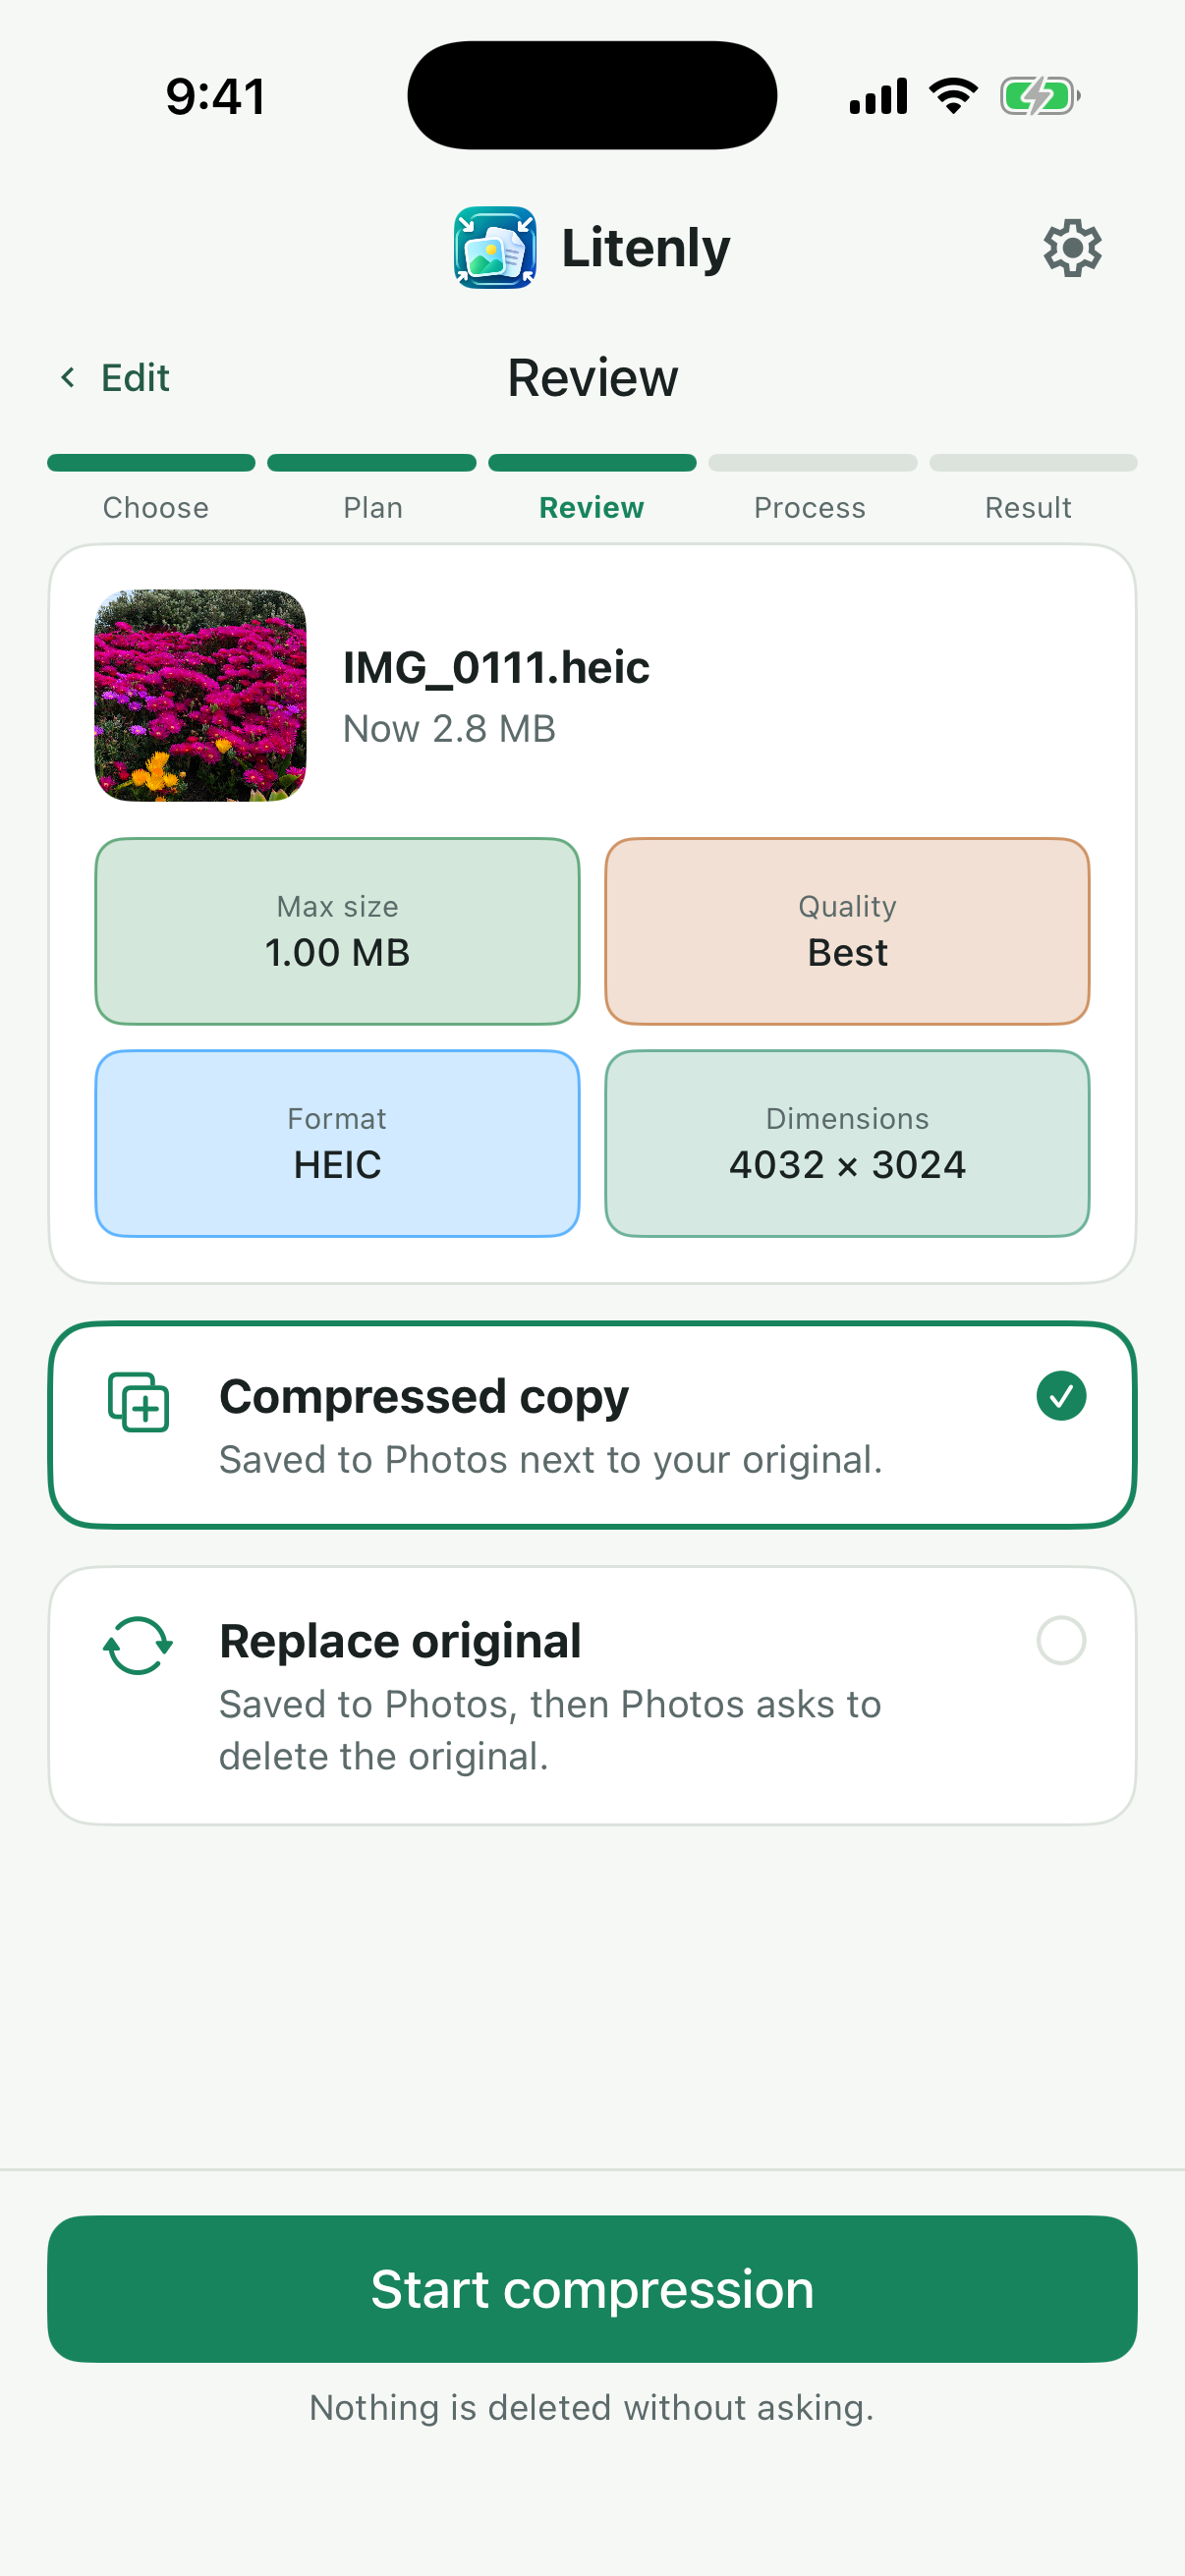 9:41
Litenly
Edit
Review
Choose
Plan
Review
Process
Result
IMG_0111.heic
Now 2.8 MB
Max size
1.00 MB
Quality
Best
Format
HEIC
Dimensions
4032 × 3024
Compressed copy
Saved to Photos next to your original.
Replace original
Saved to Photos, then Photos asks to
delete the original.
Start compression
Nothing is deleted without asking.